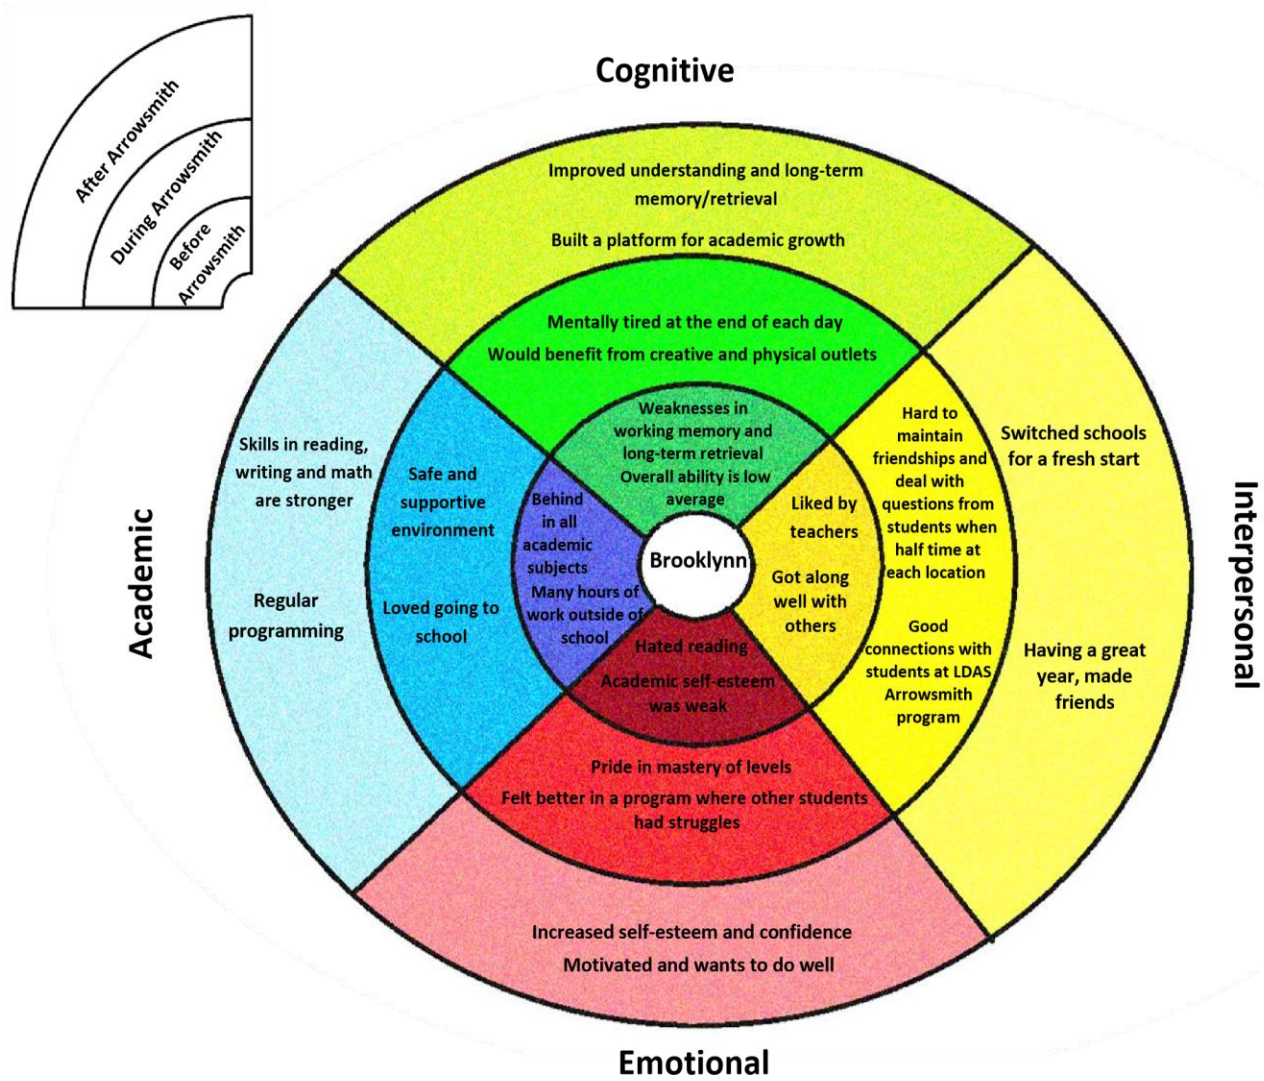 Cognitive
After Arrowsmith
During Arrowsmith
Before
Arrowsmith
Improved understanding and long-term
memory/retrieval
Built a platform for academic growth
Mentally tired at the end of each day
Would benefit from creative and physical outlets
Weaknesses in
working memory and
long-term retrieval
Overall ability is low
average
Academic
Skills in reading,
writing and math
are stronger
Regular
programming
Safe and
supportive
environment
Loved going to
school
Behind
in all
academic
subjects
Many hours of
work outside of
school
Brooklynn
Liked by
teachers
Got along
well with
others
Hard to
maintain
friendships and
deal with
questions from
students when
half time at
each location
Good
connections with
students at LDAS
Arrowsmith
program
Switched schools
for a fresh start
Having a great
year, made
friends
Interpersonal
Hated reading
Academic self-esteem
was weak
Pride in mastery of levels
Felt better in a program where other students
had struggles
Increased self-esteem and confidence
Motivated and wants to do well
Emotional